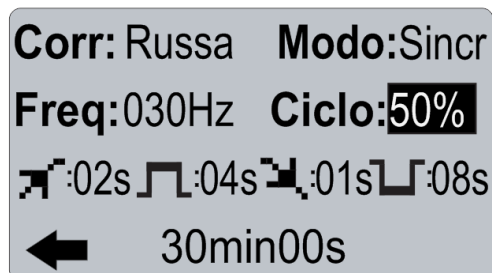 Corr: Russa Modo:Sincr
Freq:030Hz Ciclo:50%
:02s :04s :01s :08s
30min00s